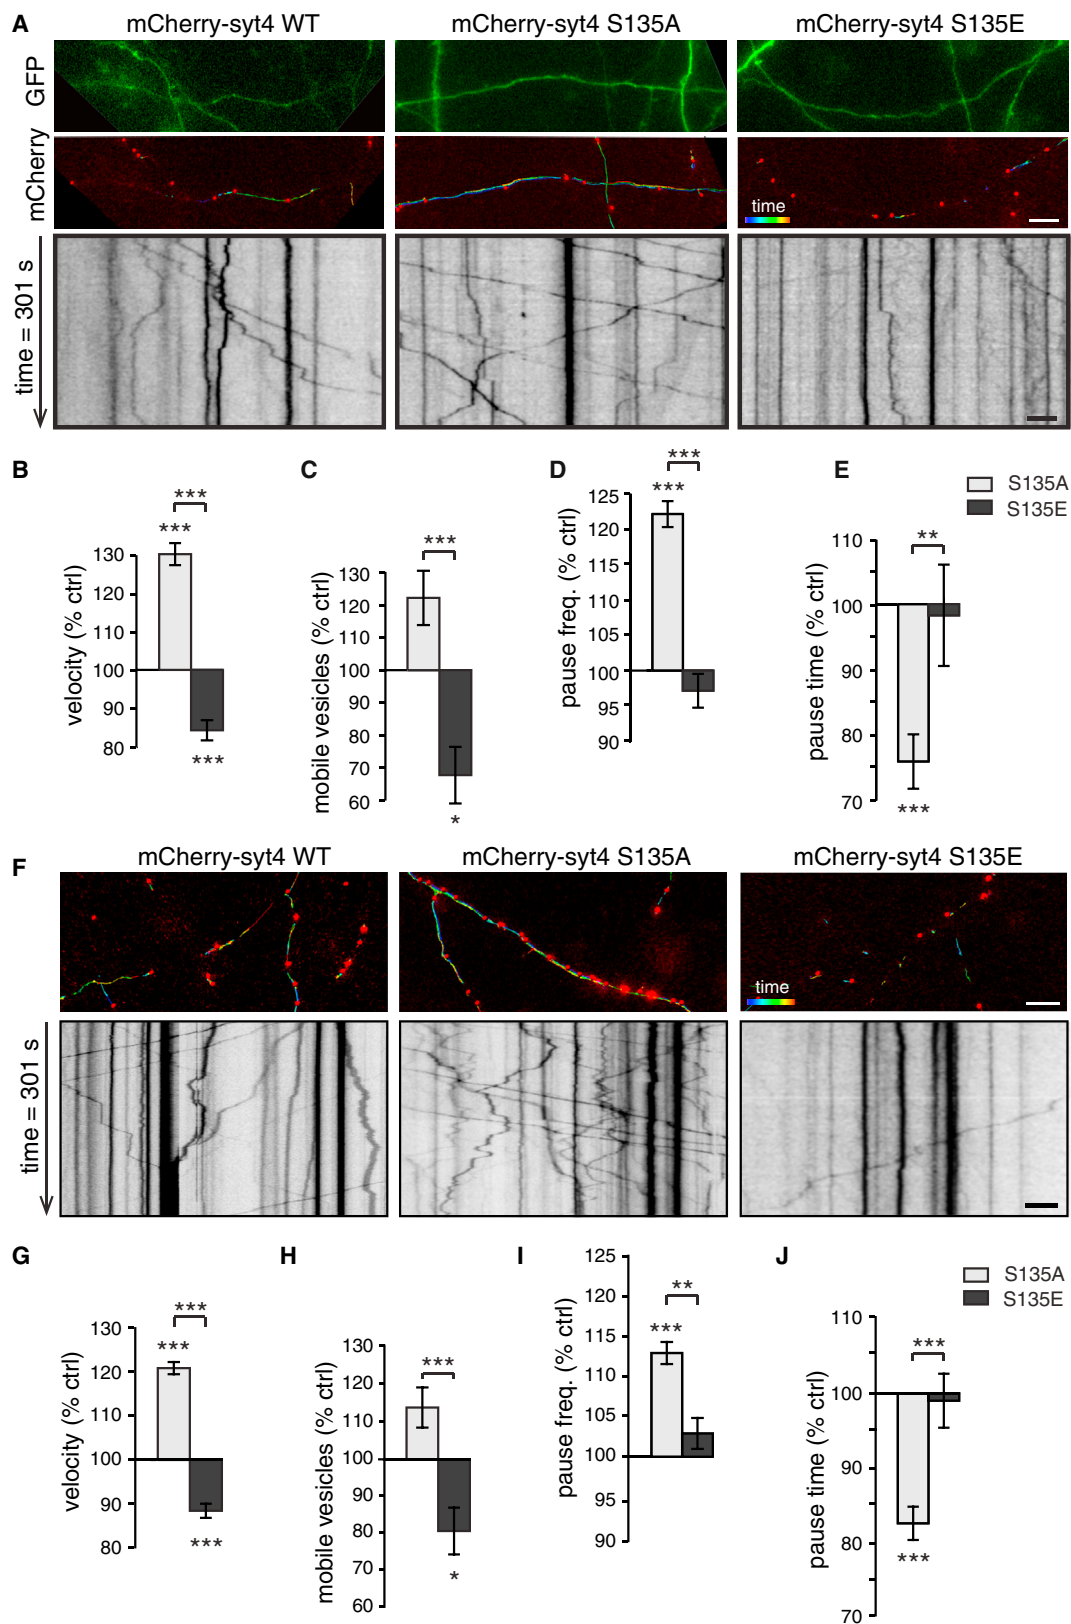 A
mCherry-syt4 WT
mCherry-syt4 S135A
mCherry-syt4 S135E
GFP
mCherry
time
time = 301 s
B
velocity (% ctrl)
130
120
110
100
90
80
***
***
***
C
mobile vesicles (% ctrl)
130
120
110
100
90
80
70
60
***
*
D
pause freq. (% ctrl)
125
120
115
110
105
100
95
90
***
***
E
pause time (% ctrl)
110
100
90
80
70
**
***
S135A
S135E
F
mCherry-syt4 WT
mCherry-syt4 S135A
mCherry-syt4 S135E
time
time = 301 s
G
velocity (% ctrl)
130
120
110
100
90
80
***
***
***
H
mobile vesicles (% ctrl)
130
120
110
100
90
80
70
60
***
*
I
pause freq. (% ctrl)
125
120
115
110
105
100
95
90
**
***
J
pause time (% ctrl)
110
100
90
80
70
***
***
S135A
S135E